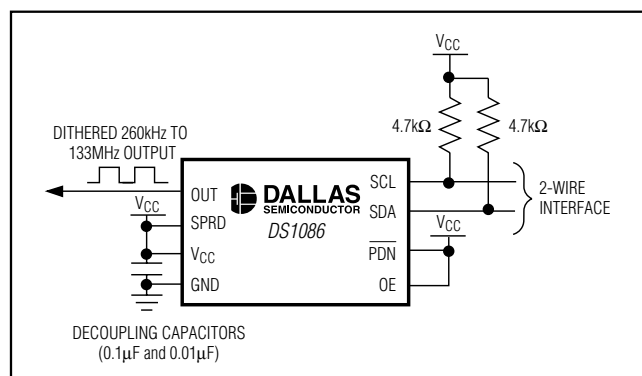 VCC
4.7kΩ 4.7kΩ
DITHERED 260kHz TO
133MHz OUTPUT
OUT
DALLAS
SEMICONDUCTOR
DS1086
SCL
SDA
2-WIRE
INTERFACE
VCC
SPRD
VCC
GND
VCC
PDN
OE
DECOUPLING CAPACITORS
(0.1μF and 0.01μF)